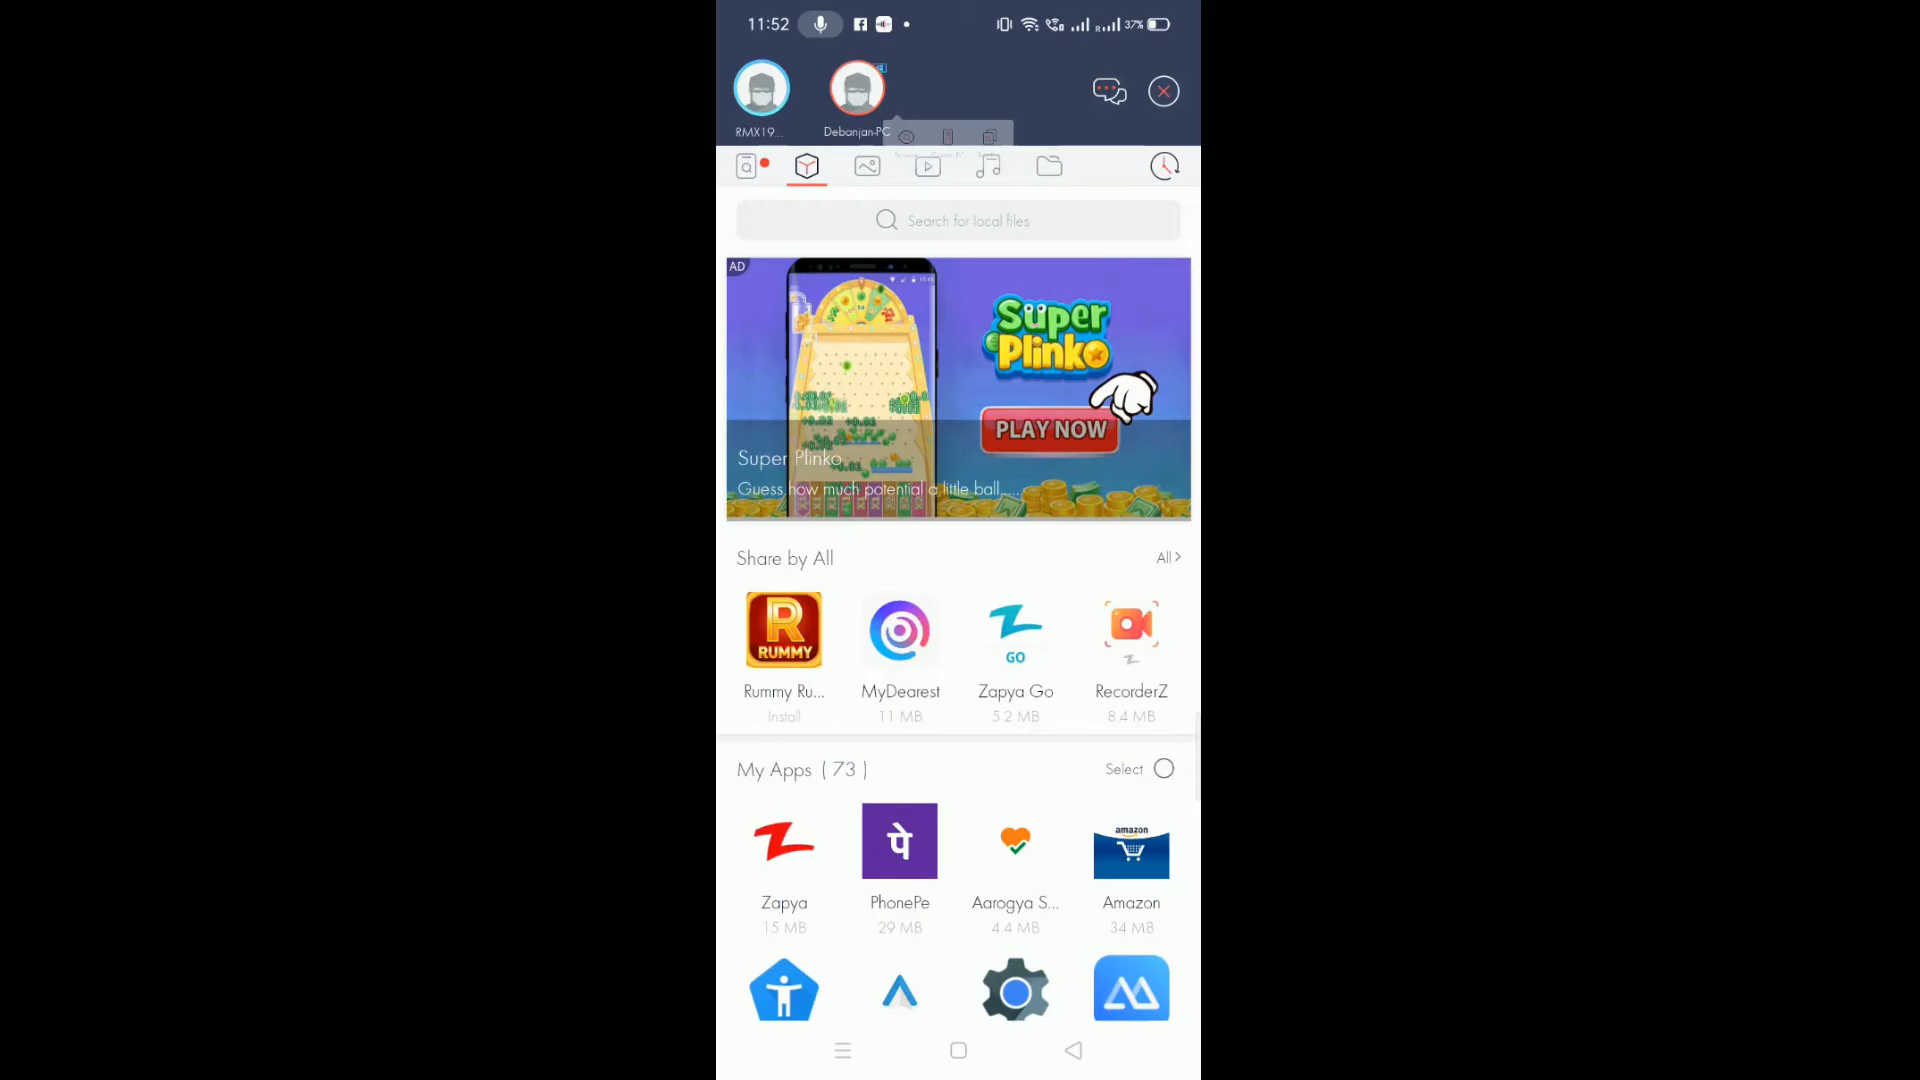 11:52
37%
RMX19...
Debanjan-PC
Search for local files
AD
Super
Plinko
PLAY NOW
Super Plinko
Guess how much potential a little ball......
Share by All
All >
R
RUMMY
GO
Rummy Ru...
MyDearest
Zapya Go
RecorderZ
Install
11 MB
5.2 MB
8.4 MB
My Apps ( 73 )
Select
पे
amazon
Zapya
PhonePe
Aarogya S...
Amazon
15 MB
29 MB
4.4 MB
34 MB